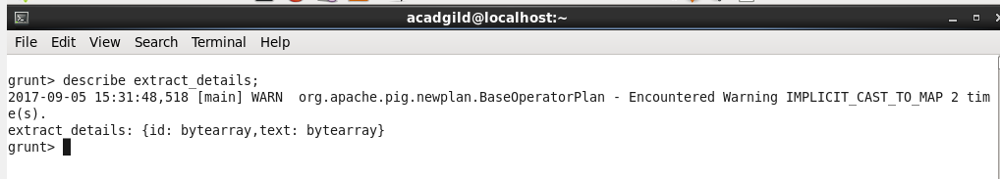 acadgild@localhost:~
File Edit View Search Terminal Help
grunt> describe extract_details;
2017-09-05 15:31:48,518 [main] WARN  org.apache.pig.newplan.BaseOperatorPlan - Encountered Warning IMPLICIT_CAST_TO_MAP 2 tim
e(s).
extract_details: {id: bytearray,text: bytearray}
grunt>